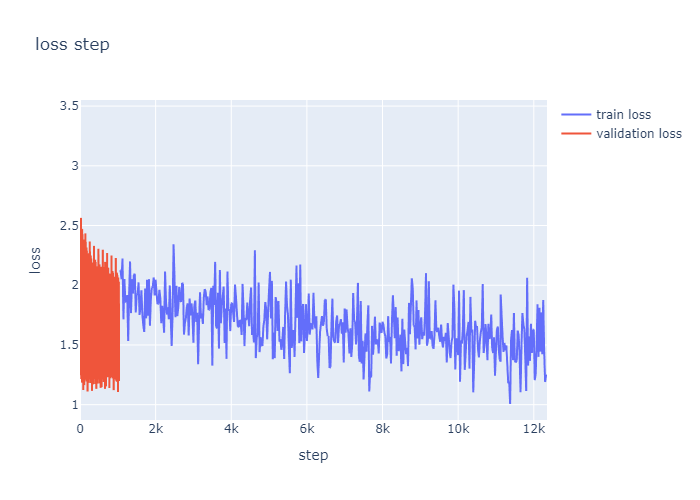 loss step
3.5
3
2.5
2
1.5
1
loss
0
2k
4k
6k
8k
10k
12k
step
train loss
validation loss